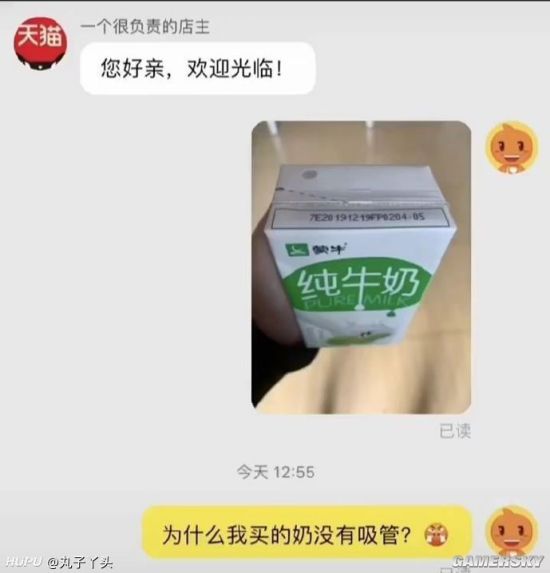 一个很负责的店主
天猫
您好亲，欢迎光临！
7E20191219FP0204-05
蒙牛
纯牛奶
PURE MILK
已读
今天 12:55
为什么我买的奶没有吸管？
已读
HUPU @丸子丫头
GAMERSKY